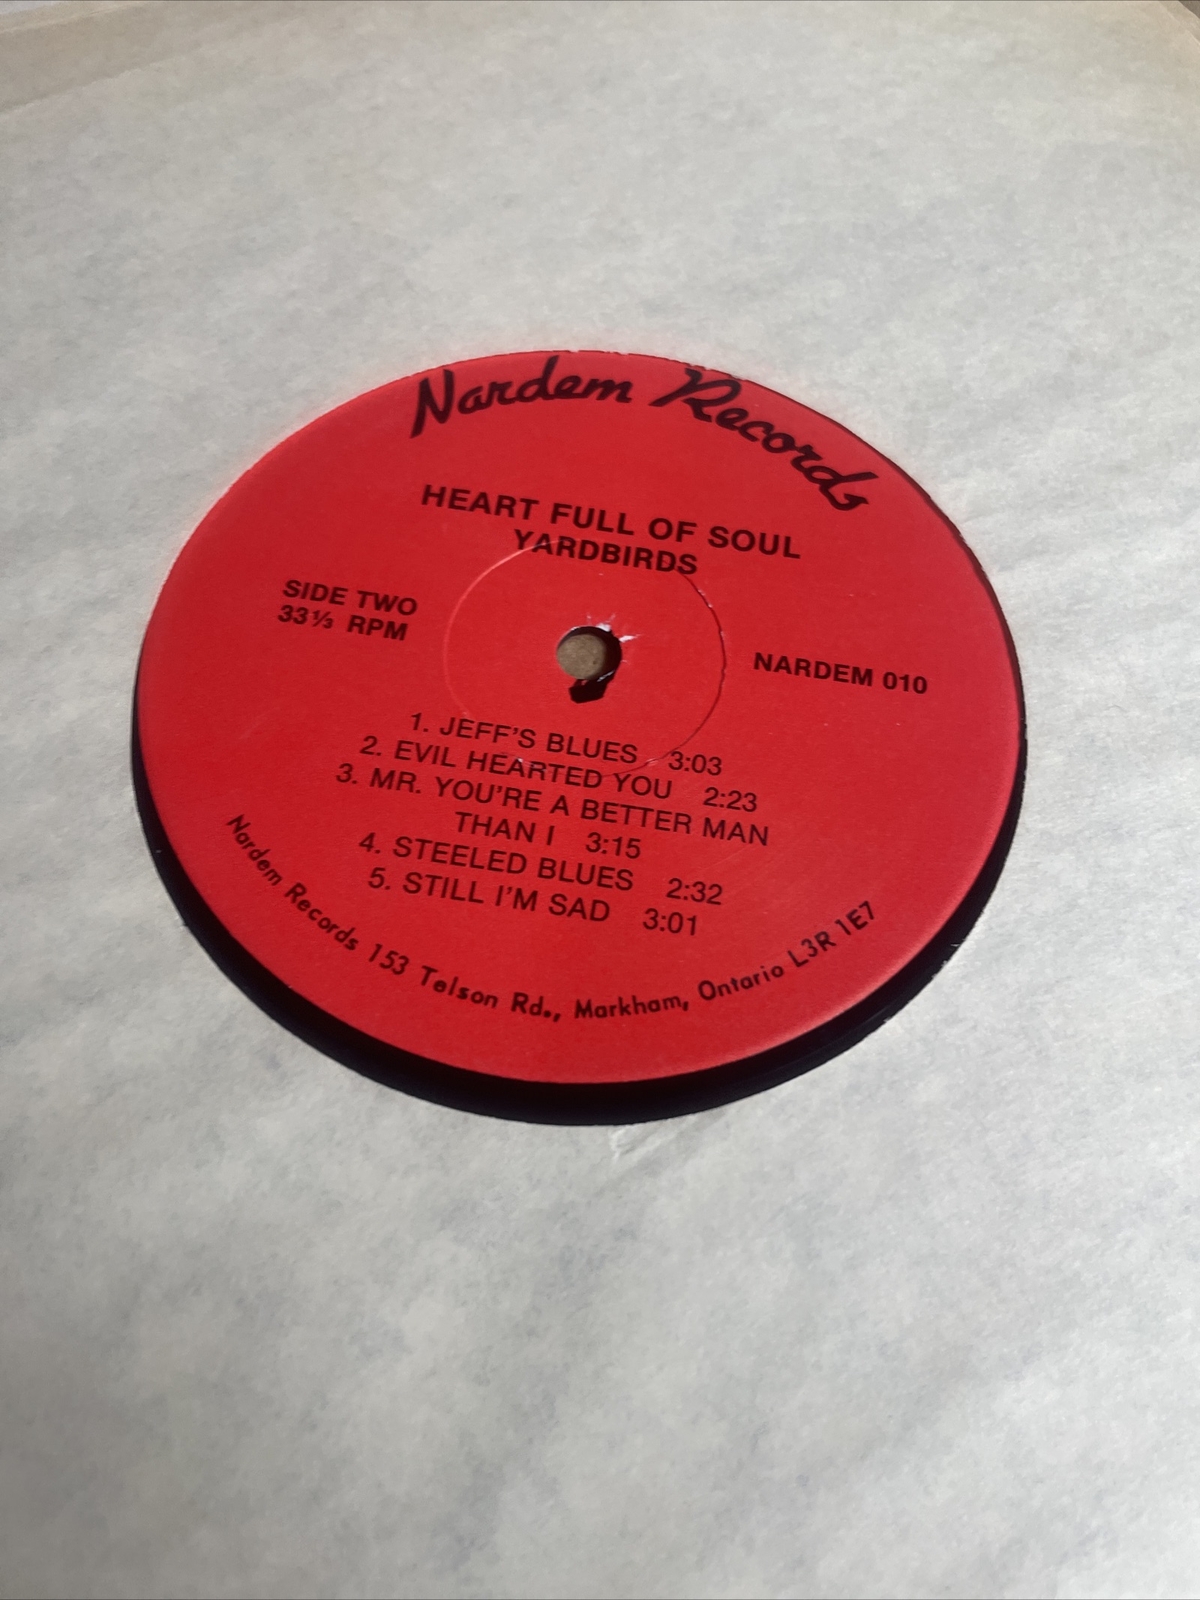 Nardem Records
HEART FULL OF SOUL
YARDBIRDS
SIDE TWO
33⅓ RPM
NARDEM 010
1. JEFF'S BLUES 3:03
2. EVIL HEARTED YOU 2:23
3. MR. YOU'RE A BETTER MAN
THAN I 3:15
4. STEELED BLUES 2:32
5. STILL I'M SAD 3:01
Nardem Records 153 Telson Rd., Markham, Ontario L3R 1E7